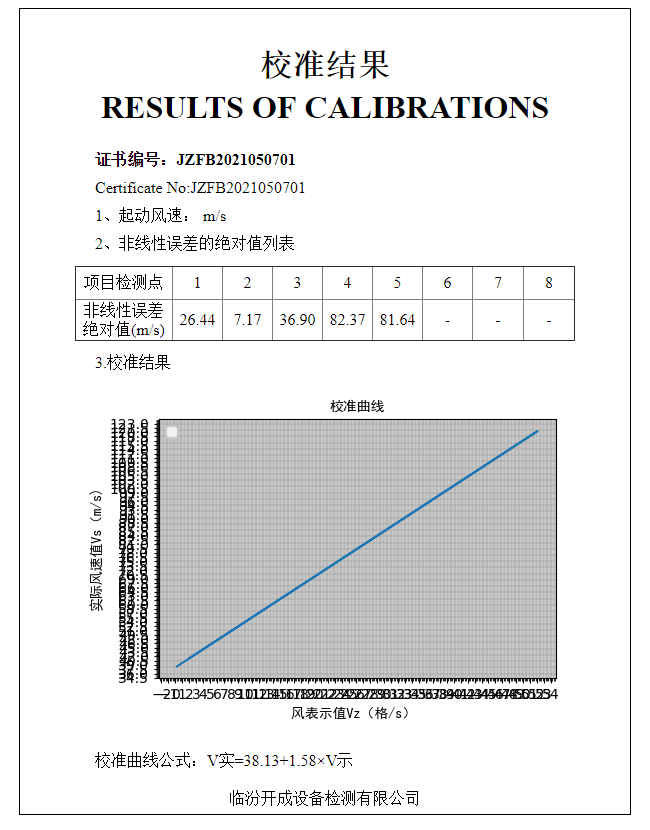 校准结果
RESULTS OF CALIBRATIONS
证书编号：JZFB2021050701
Certificate No:JZFB2021050701
1、起动风速： m/s
2、非线性误差的绝对值列表
项目检测点 1 2 3 4 5 6 7 8
非线性误差
绝对值(m/s) 26.44 7.17 36.90 82.37 81.64 - - -
3.校准结果
校准曲线
实际风速值Vs（m/s）
风表示值Vz（格/s）
校准曲线公式：V实=38.13+1.58×V示
临汾开成设备检测有限公司